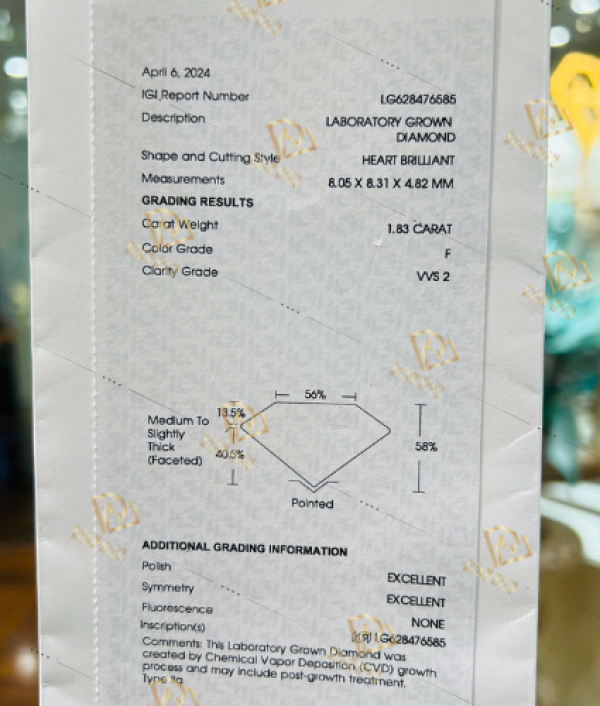 April 6, 2024
IGI Report Number LG628476585
Description LABORATORY GROWN
DIAMOND
Shape and Cutting Style HEART BRILLIANT
Measurements 8.05 X 8.31 X 4.82 MM
GRADING RESULTS
Carat Weight 1.83 CARAT
Color Grade F
Clarity Grade VVS 2
56%
13.5%
Medium To
Slightly
Thick
(Faceted)
40.5%
58%
Pointed
ADDITIONAL GRADING INFORMATION
Polish EXCELLENT
Symmetry EXCELLENT
Fluorescence NONE
Inscription(s) LG628476585
Comments: This Laboratory Grown Diamond was
created by Chemical Vapor Deposition (CVD) growth
process and may include post-growth treatment.
Type IIa